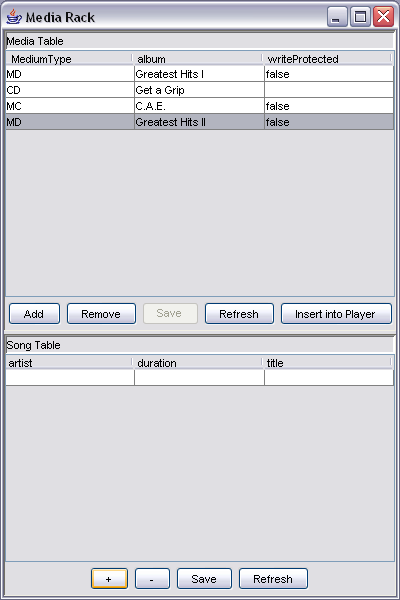 Media Rack
Media Table
MediumType album writeProtected
MD Greatest Hits I false
CD Get a Grip
MC C.A.E. false
MD Greatest Hits II false
Add Remove Save Refresh Insert into Player
Song Table
artist duration title
+ - Save Refresh